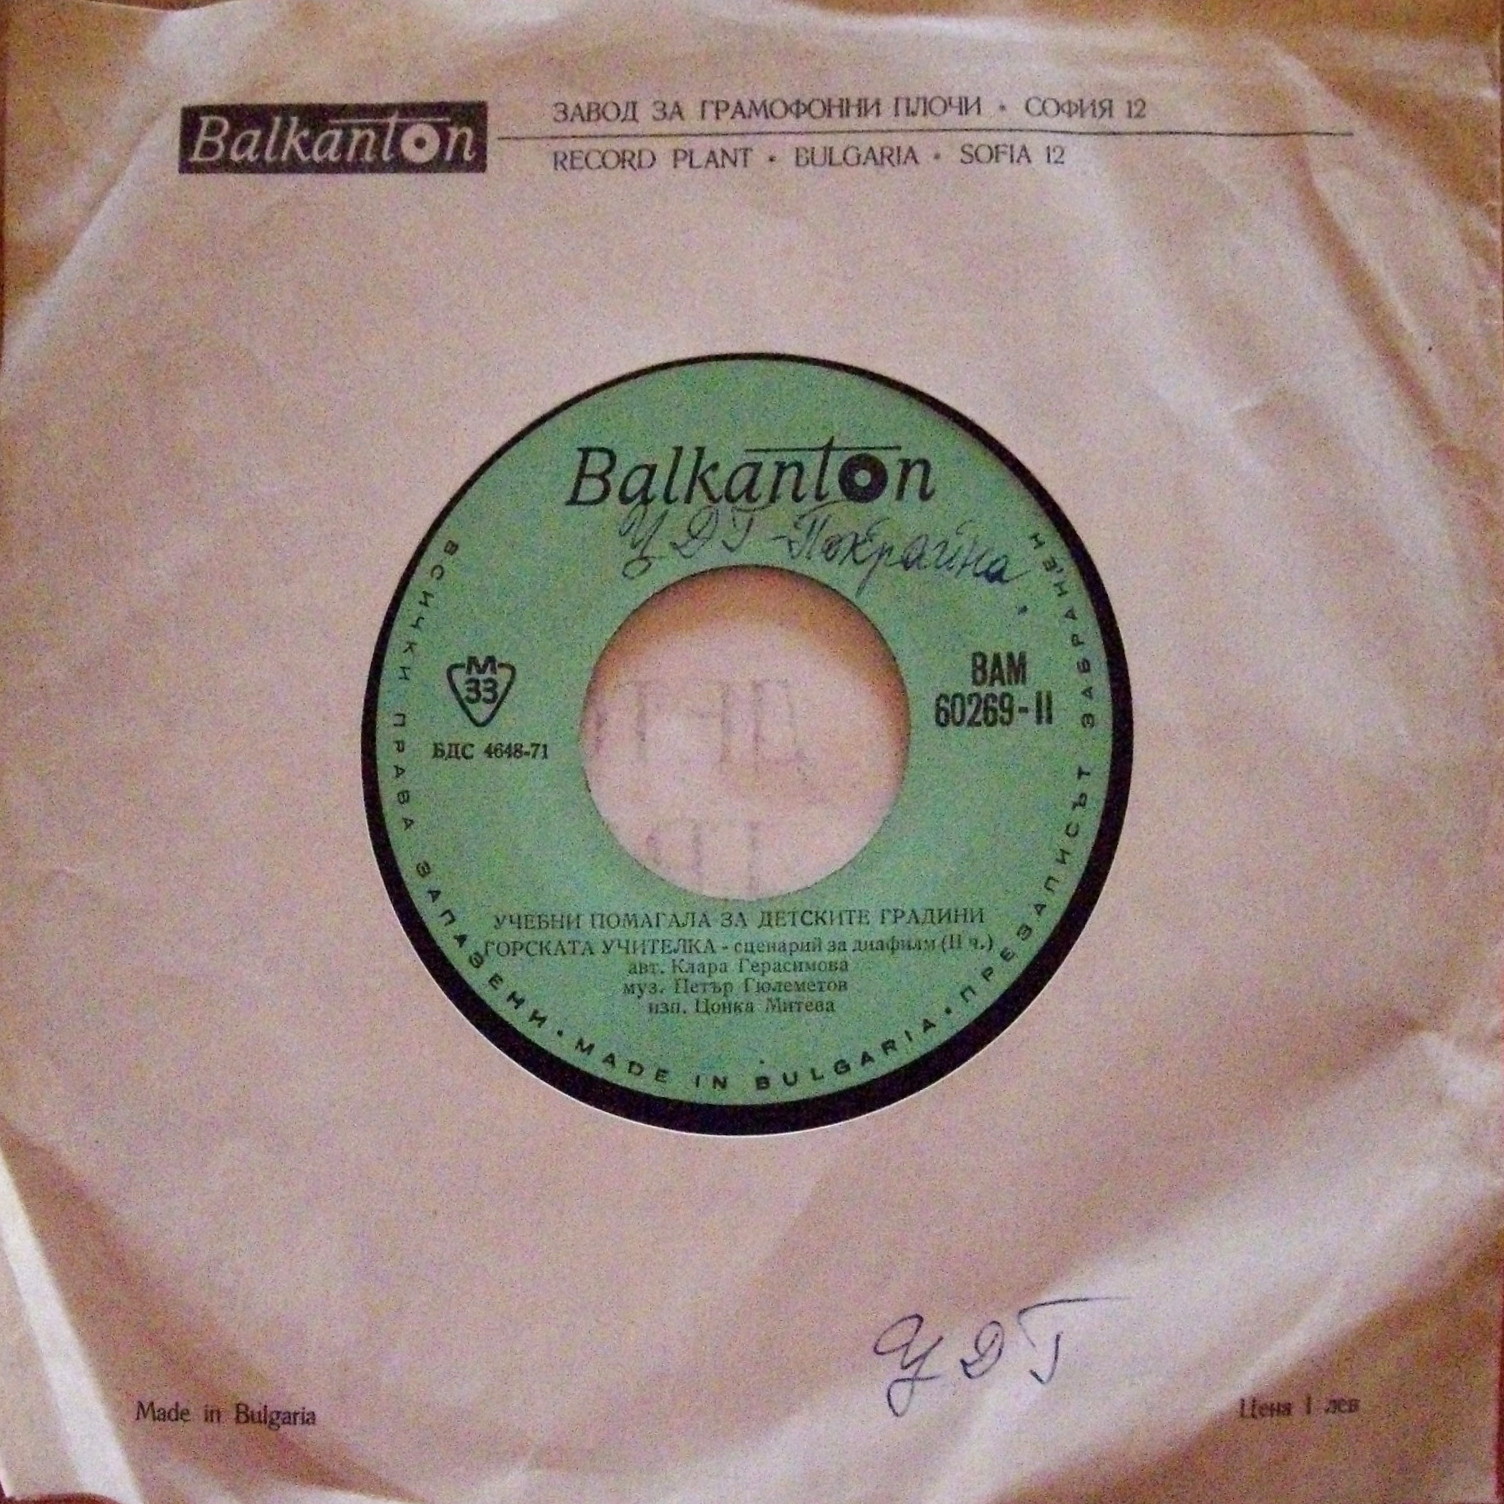 Balkanton
ЗАВОД ЗА ГРАМОФОННИ ПЛОЧИ • СОФИЯ 12
RECORD PLANT • BULGARIA • SOFIA 12
Balkanton
ЦДГ - Покрайна
М
33
БДС 4648-71
ВАМ
60269-II
УЧЕБНИ ПОМАГАЛА ЗА ДЕТСКИТЕ ГРАДИНИ
ГОРСКАТА УЧИТЕЛКА - сценарий за диафилм (II ч.)
авт. Клара Герасимова
муз. Петър Гюлеметов
изп. Цонка Митева
ВСИЧКИ ПРАВА ЗАПАЗЕНИ • MADE IN BULGARIA • ПРЕЗАПИСЪТ ЗАБРАНЕН
ЦДГ
Made in Bulgaria
Цена 1 лев